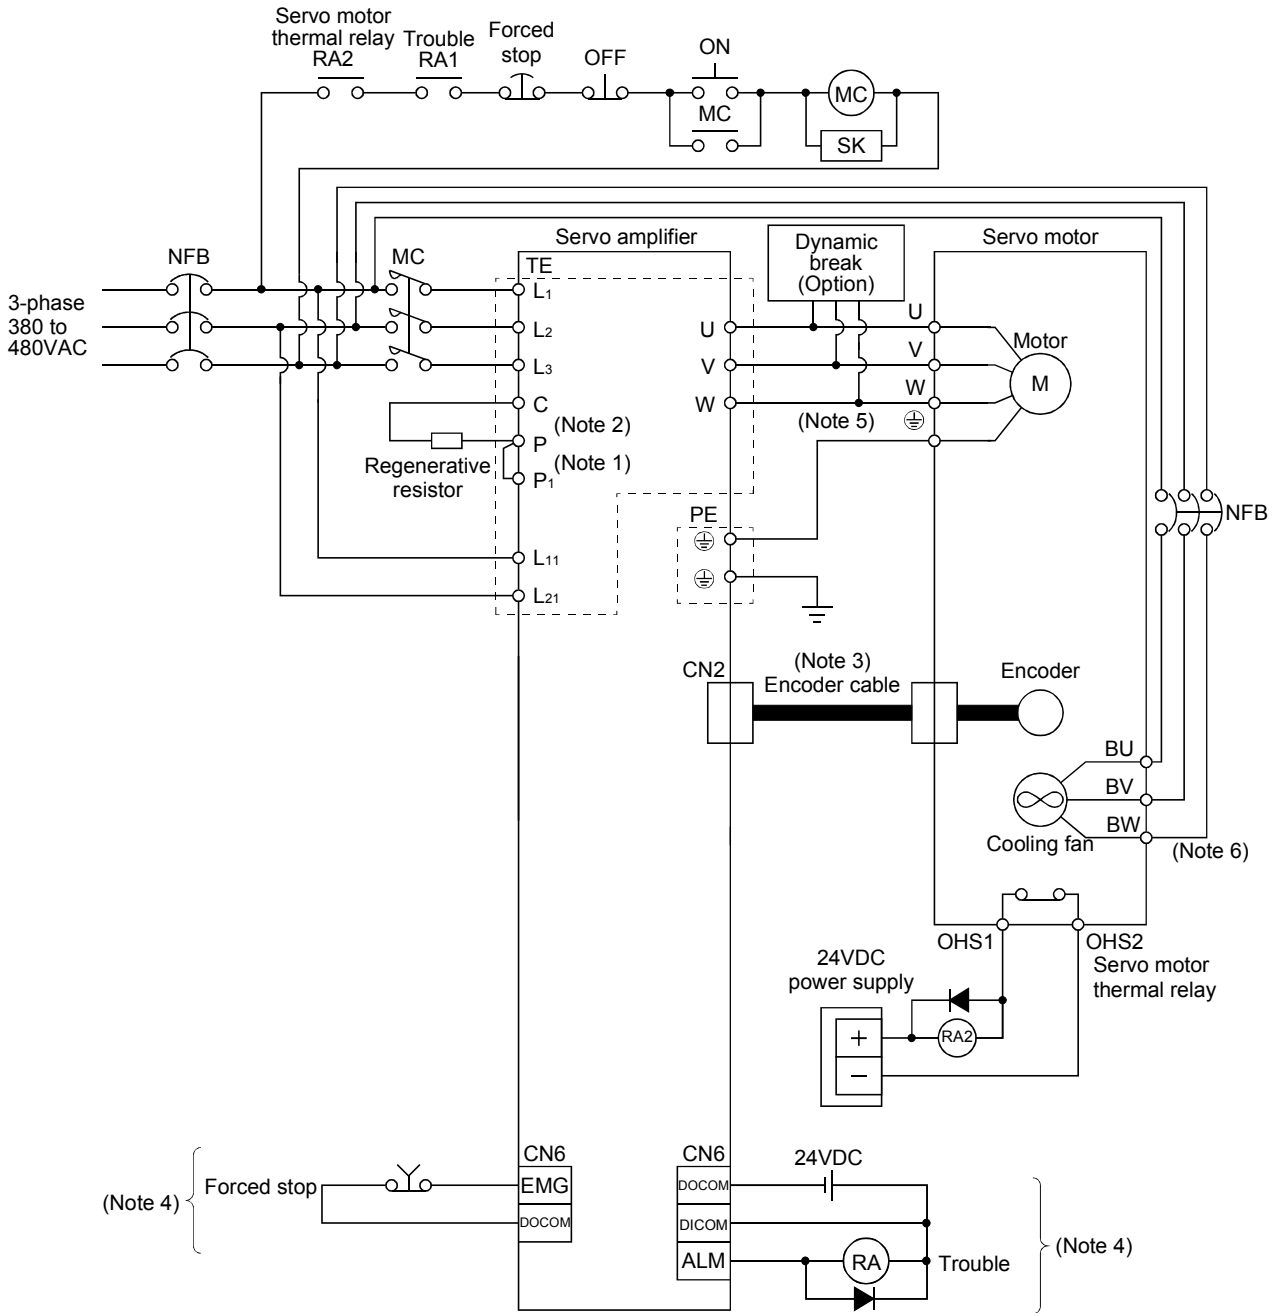 Servo motor
thermal relay
RA2
Trouble
RA1
Forced
stop
OFF
ON
MC
MC
SK
NFB
MC
3-phase
380 to
480VAC
Servo amplifier
TE
L1
L2
L3
C
P
P1
(Note 2)
(Note 1)
Regenerative
resistor
L11
L21
U
V
W
PE
Dynamic
break
(Option)
(Note 5)
Servo motor
U
V
W
Motor
M
NFB
CN2
(Note 3)
Encoder cable
Encoder
BU
BV
BW
Cooling fan
(Note 6)
OHS1
OHS2
Servo motor
thermal relay
24VDC
power supply
+
−
RA2
(Note 4)
Forced stop
CN6
EMG
DOCOM
CN6
DOCOM
DICOM
ALM
24VDC
RA
Trouble
(Note 4)